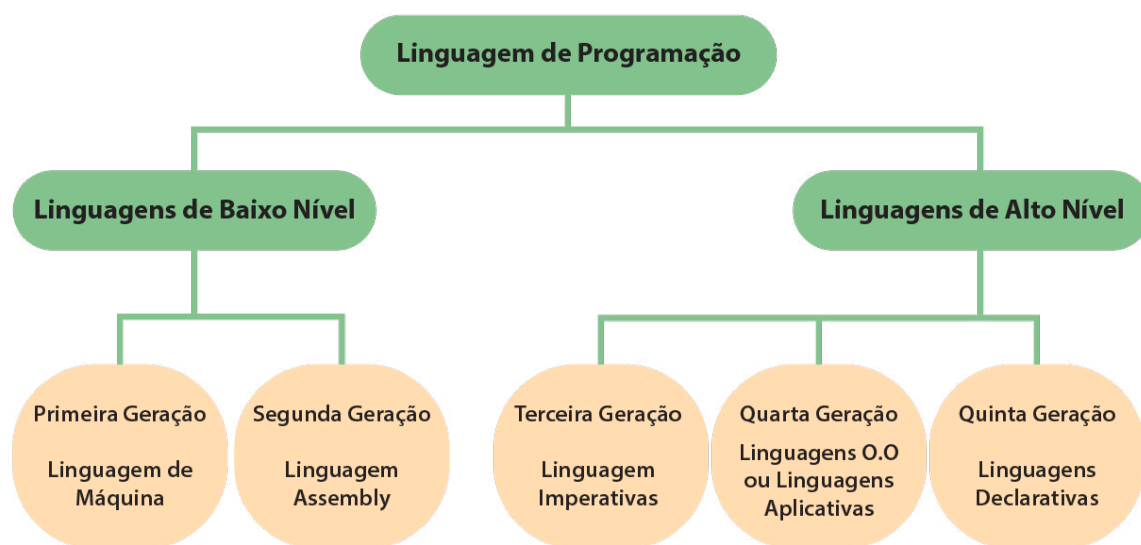 Linguagem de Programação
Linguagens de Baixo Nível
Linguagens de Alto Nível
Primeira Geração
Linguagem de
Máquina
Segunda Geração
Linguagem
Assembly
Terceira Geração
Linguagem
Imperativas
Quarta Geração
Linguagens O.O
ou Linguagens
Aplicativas
Quinta Geração
Linguagens
Declarativas